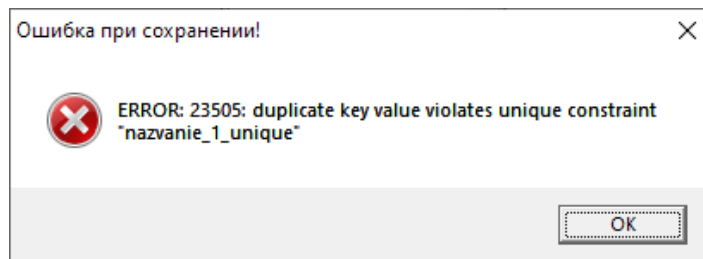 Ошибка при сохранении!
ERROR: 23505: duplicate key value violates unique constraint
"nazvanie_1_unique"
OK